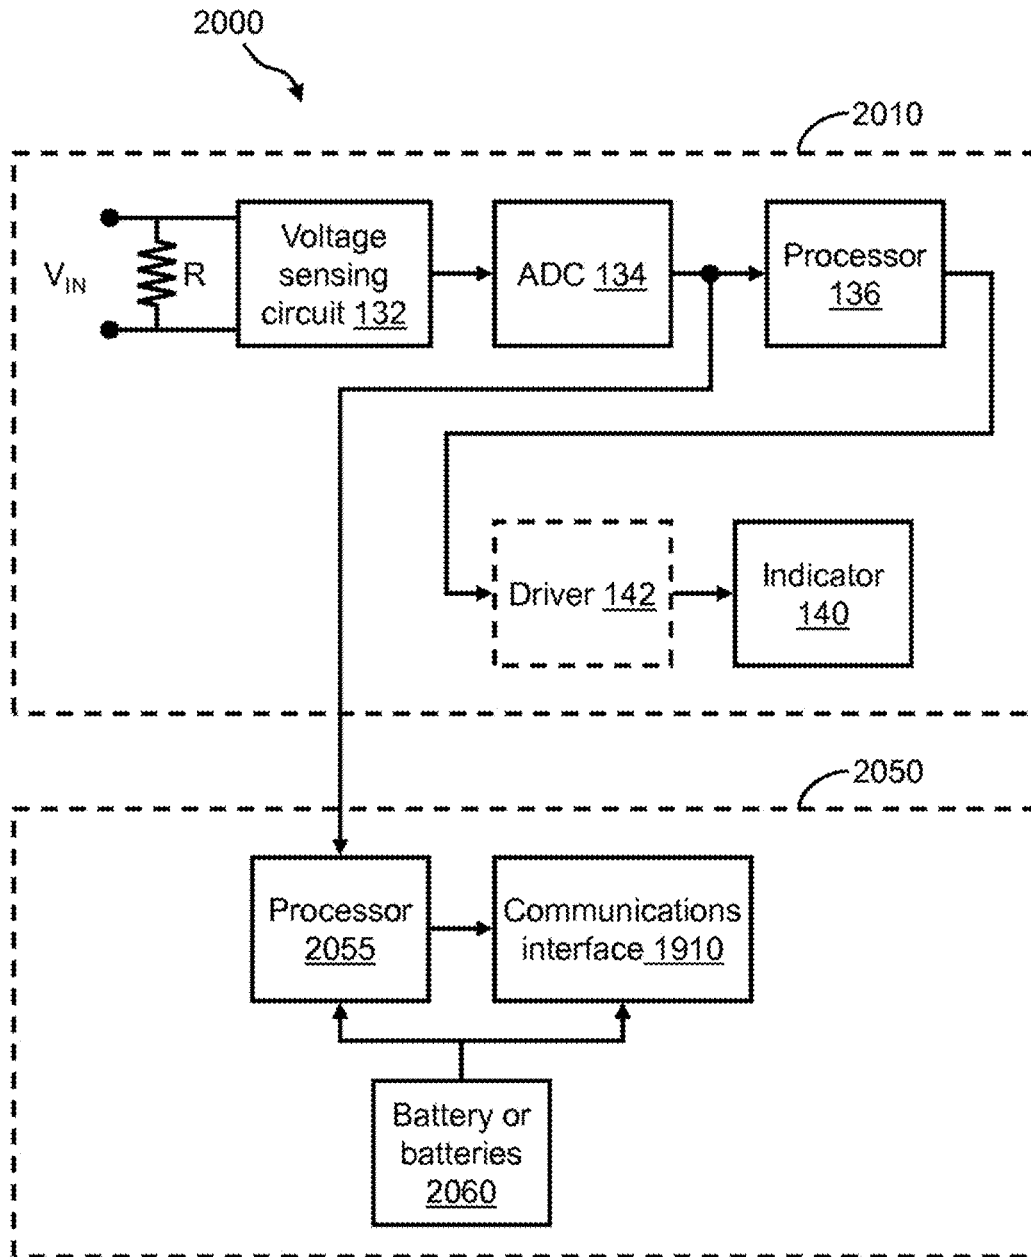 2000
2010
V_IN
R
Voltage
sensing
circuit 132
ADC 134
Processor
136
Driver 142
Indicator
140
2050
Processor
2055
Communications
interface 1910
Battery or
batteries
2060